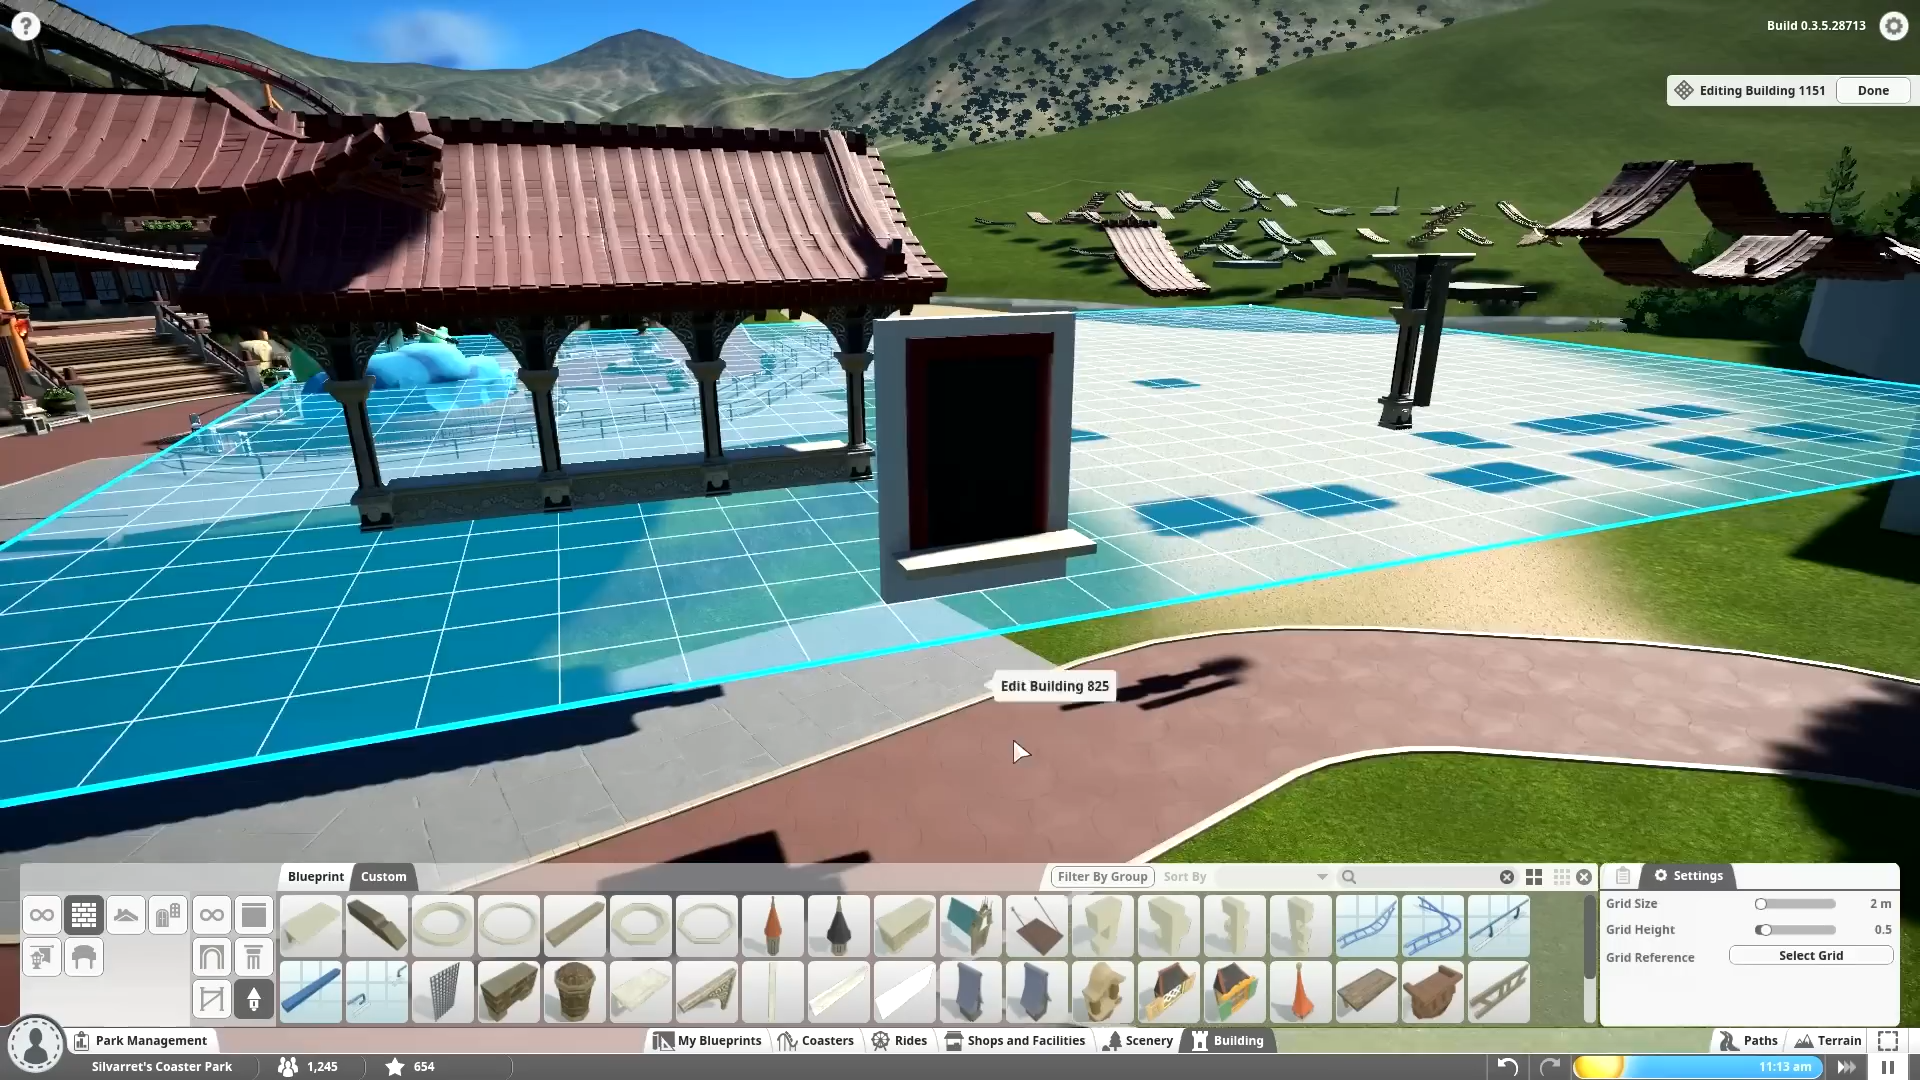 ?
Build 0.3.5.28713
Editing Building 1151
Done
Edit Building 825
Blueprint
Custom
Filter By Group
Sort By
Settings
Grid Size
2 m
Grid Height
0.5
Grid Reference
Select Grid
Park Management
My Blueprints
Coasters
Rides
Shops and Facilities
Scenery
Building
Paths
Terrain
Silvarret's Coaster Park
1,245
654
11:13 am